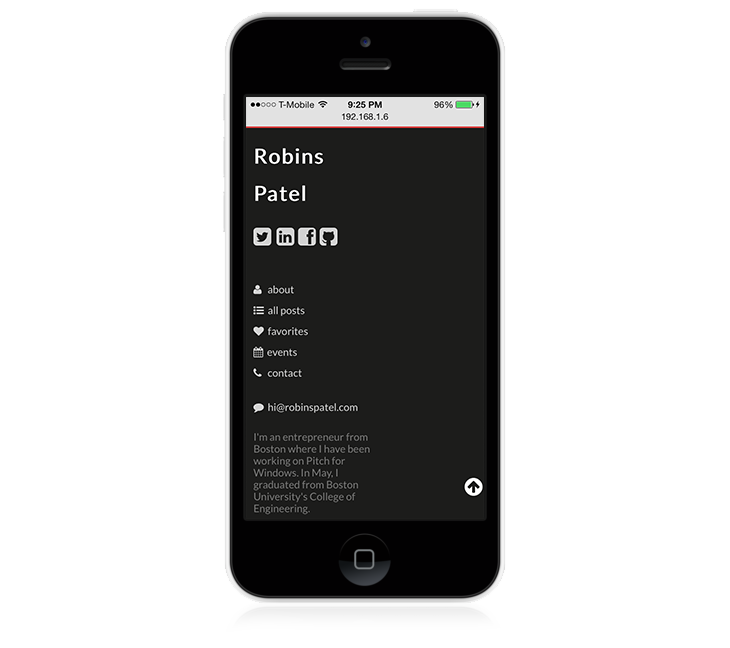 T-Mobile 9:25 PM 96%
192.168.1.6
Robins
Patel
about
all posts
favorites
events
contact
hi@robinspatel.com
I'm an entrepreneur from
Boston where I have been
working on Pitch for
Windows. In May, I
graduated from Boston
University's College of
Engineering.